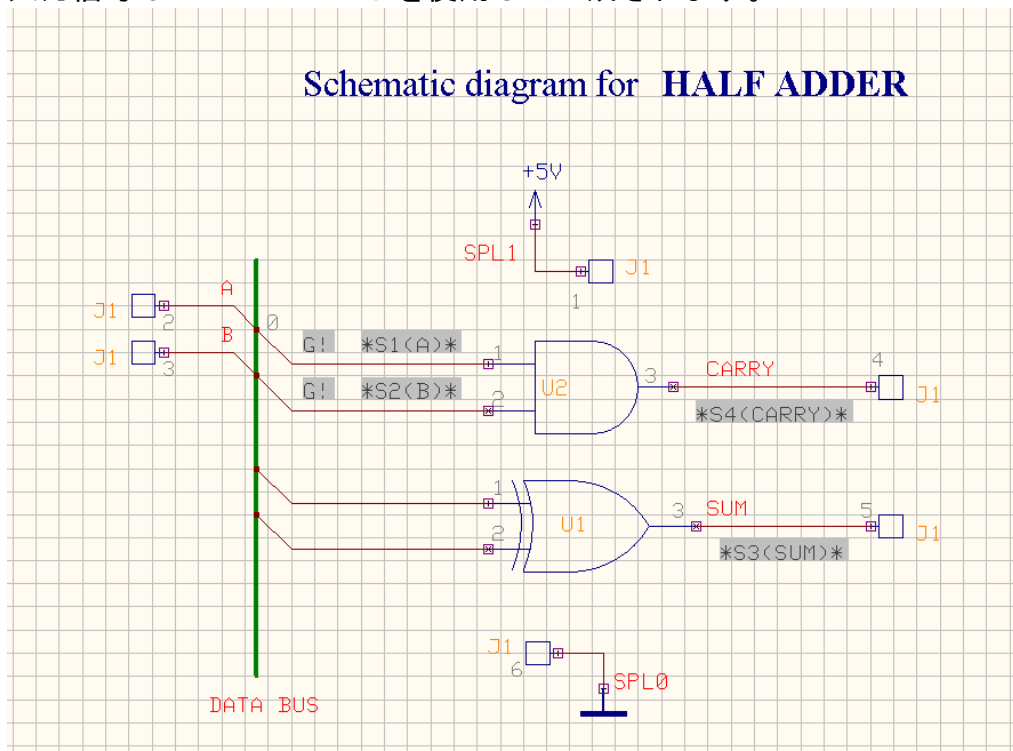 Schematic diagram for HALF ADDER
+5V
SPL1
J1
1
A
J1
2
0
B
J1
3
G! *S1(A)*
1
G! *S2(B)*
2
U2
3
CARRY
4
J1
*S4(CARRY)*
1
2
U1
3
SUM
5
J1
*S3(SUM)*
J1
6
SPL0
DATA BUS